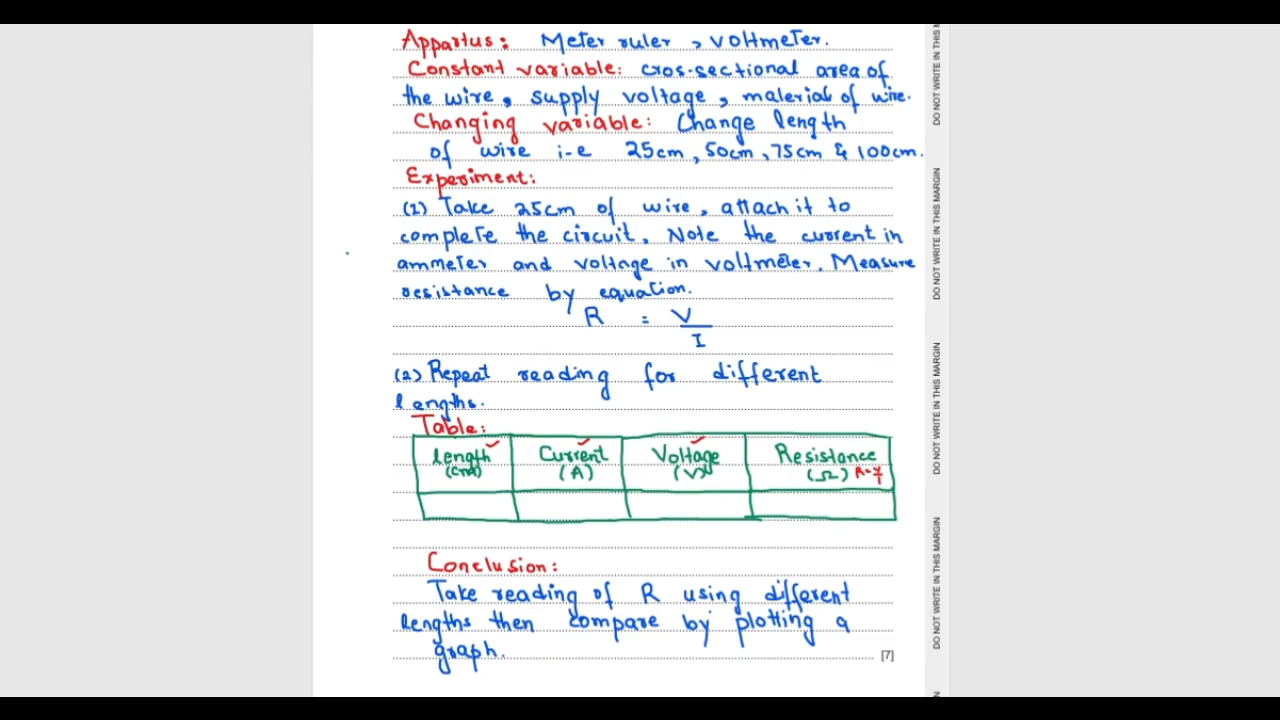 Appartus: Meter ruler, voltmeter.
Constant variable: cros-sectional area of
the wire, supply voltage, material of wire.
Changing variable: Change length
of wire i-e 25cm, 50cm, 75cm & 100cm.
Experiment:
(1) Take 25cm of wire, attach it to
complete the circuit. Note the current in
ammeter and voltage in voltmeter. Measure
resistance by equation.
R = V/I
(2) Repeat reading for different
lengths.
Table:
length (cm) Current (A) Voltage (V) Resistance (Ω) R=V/I
Conclusion:
Take reading of R using different
lengths then compare by plotting a
graph.
[7]
DO NOT WRITE IN THIS M
DO NOT WRITE IN THIS MARGIN
DO NOT WRITE IN THIS MARGIN
DO NOT WRITE IN THIS MARGIN